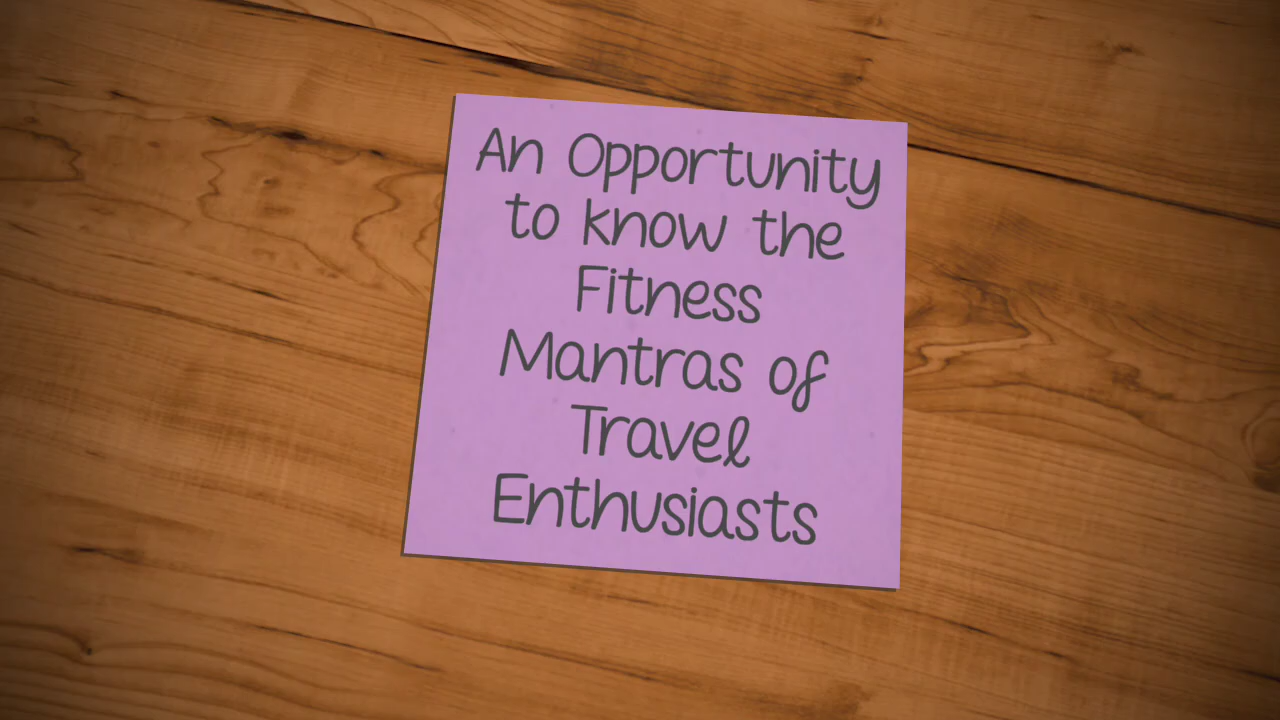 An Opportunity
to know the
Fitness
Mantras of
Travel
Enthusiasts